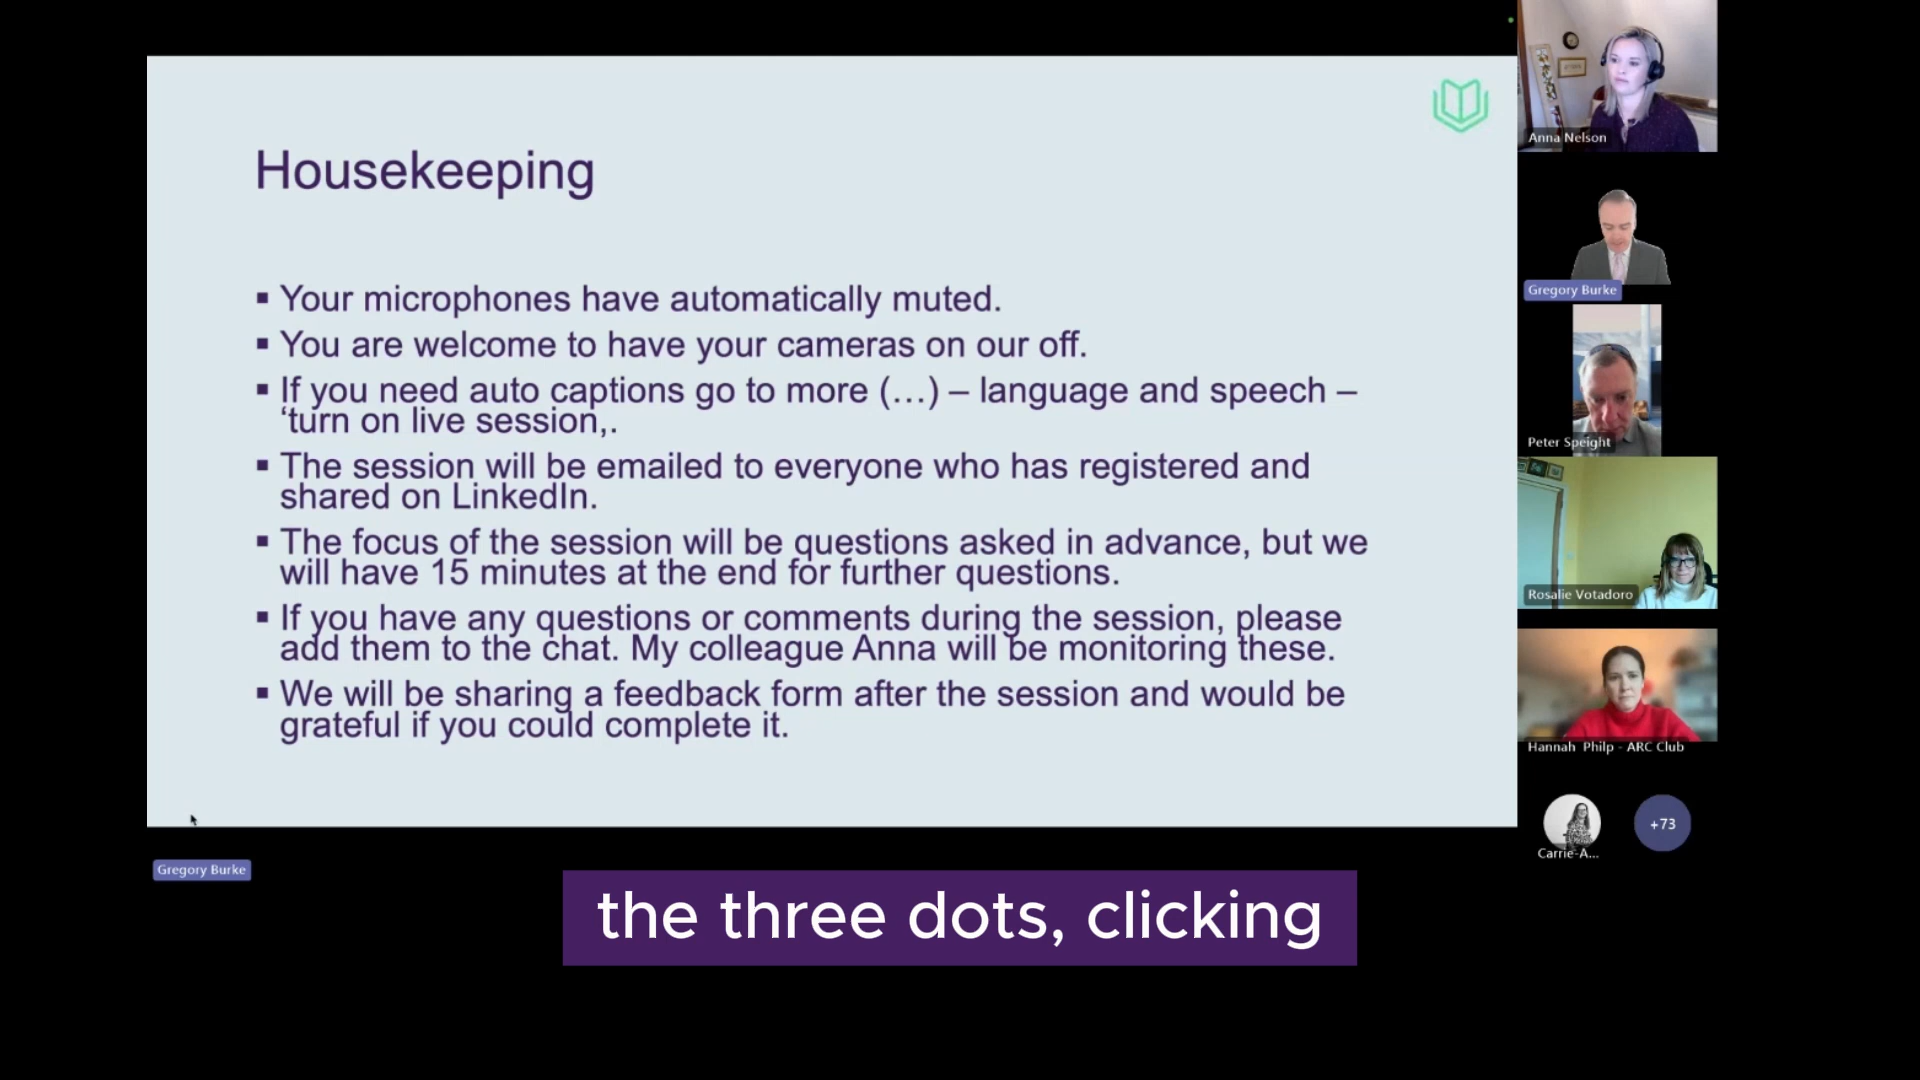 Housekeeping
▪ Your microphones have automatically muted.
▪ You are welcome to have your cameras on our off.
▪ If you need auto captions go to more (…) – language and speech –
‘turn on live session,.
▪ The session will be emailed to everyone who has registered and
shared on LinkedIn.
▪ The focus of the session will be questions asked in advance, but we
will have 15 minutes at the end for further questions.
▪ If you have any questions or comments during the session, please
add them to the chat. My colleague Anna will be monitoring these.
▪ We will be sharing a feedback form after the session and would be
grateful if you could complete it.
Anna Nelson
Gregory Burke
Peter Speight
Rosalie Votadoro
Hannah Philp - ARC Club
Carrie-A...
+73
Gregory Burke
the three dots, clicking